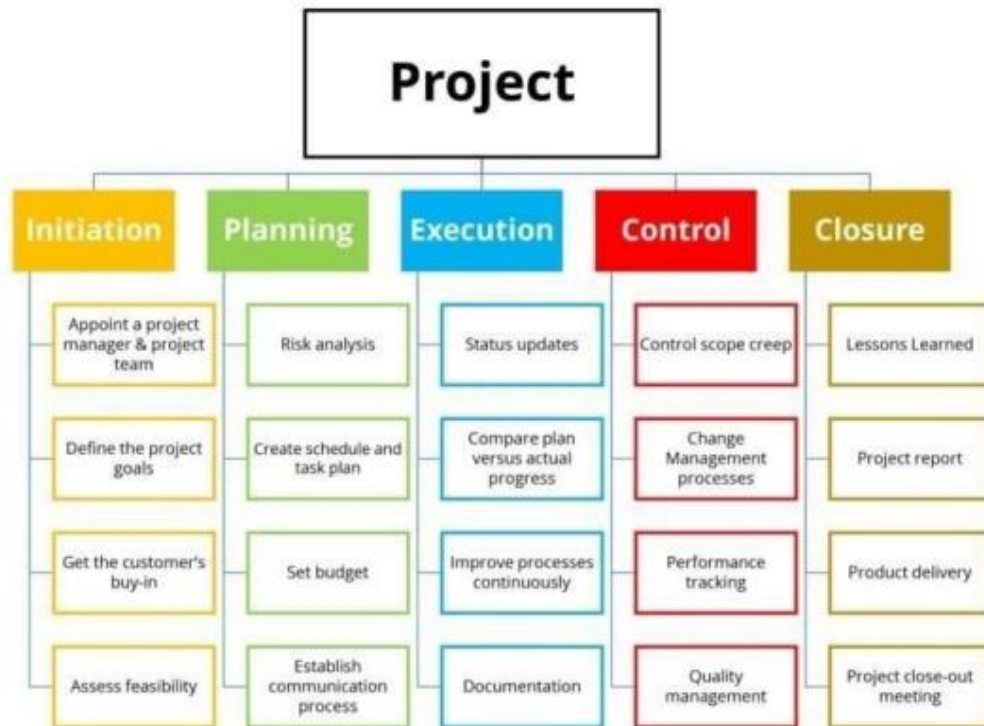 Project
Initiation
Planning
Execution
Control
Closure
Appoint a project
manager & project
team
Risk analysis
Status updates
Control scope creep
Lessons Learned
Define the project
goals
Create schedule and
task plan
Compare plan
versus actual
progress
Change
Management
processes
Project report
Get the customer's
buy-in
Set budget
Improve processes
continuously
Performance
tracking
Product delivery
Assess feasibility
Establish
communication
process
Documentation
Quality
management
Project close-out
meeting